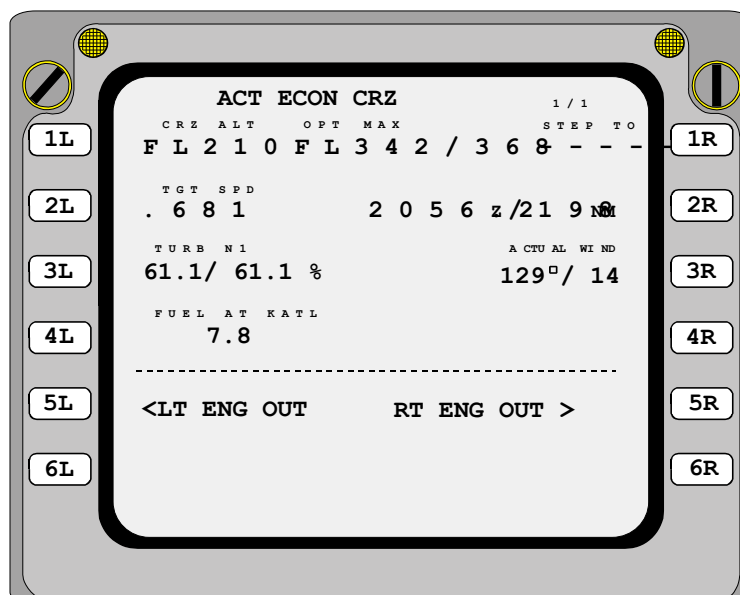 ACT ECON CRZ 1/1
CRZ ALT OPT MAX STEP TO
1L FL210 FL342/368 ----- 1R
TGT SPD
2L .681 2056z/219 NM 2R
TURB N1 ACTUAL WIND
3L 61.1/ 61.1 % 129°/ 14 3R
FUEL AT KATL
4L 7.8 4R
5L <LT ENG OUT RT ENG OUT > 5R
6L 6R